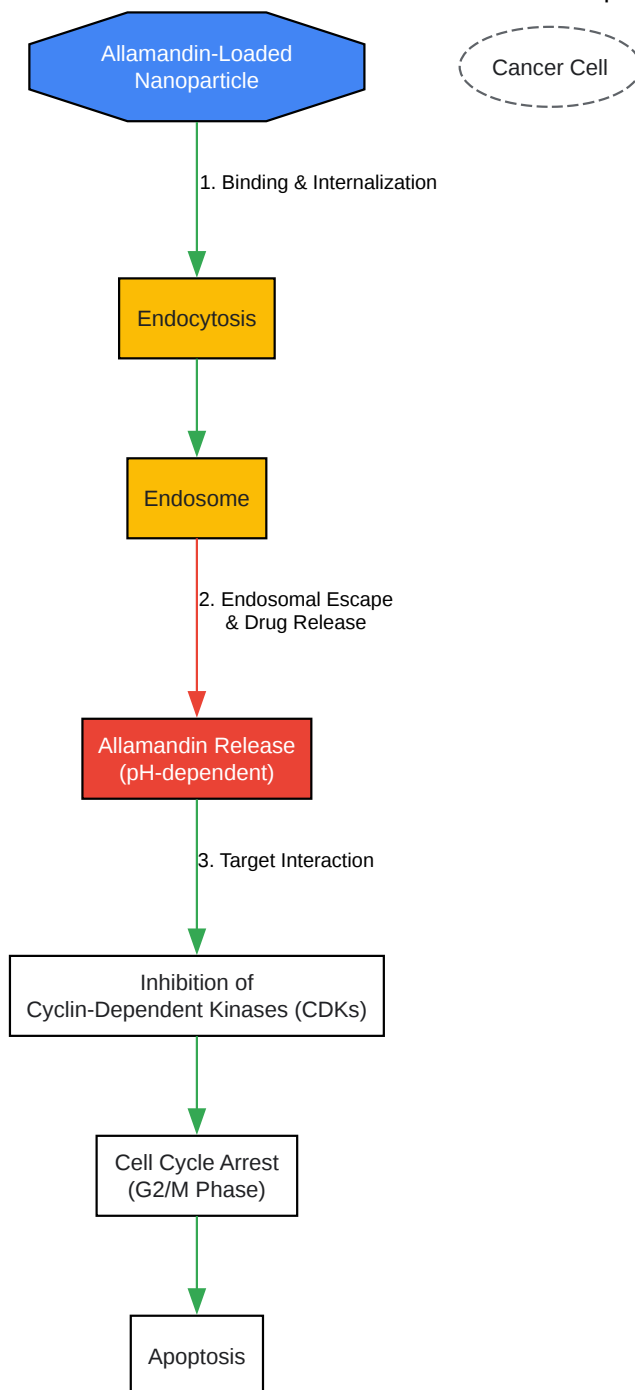 Allamandin-Loaded
Nanoparticle
Cancer Cell
1. Binding & Internalization
Endocytosis
Endosome
2. Endosomal Escape
& Drug Release
Allamandin Release
(pH-dependent)
3. Target Interaction
Inhibition of
Cyclin-Dependent Kinases (CDKs)
Cell Cycle Arrest
(G2/M Phase)
Apoptosis